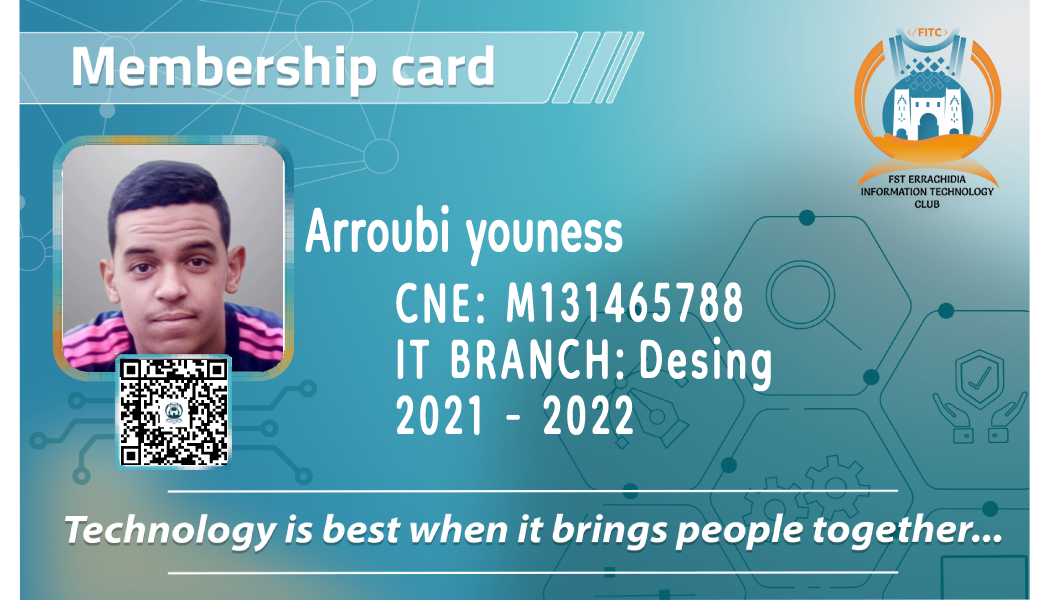 Membership card
</FITC>
FST ERRACHIDIA
INFORMATION TECHNOLOGY
CLUB
Arroubi youness
CNE: M131465788
IT BRANCH: Desing
2021 - 2022
Technology is best when it brings people together...